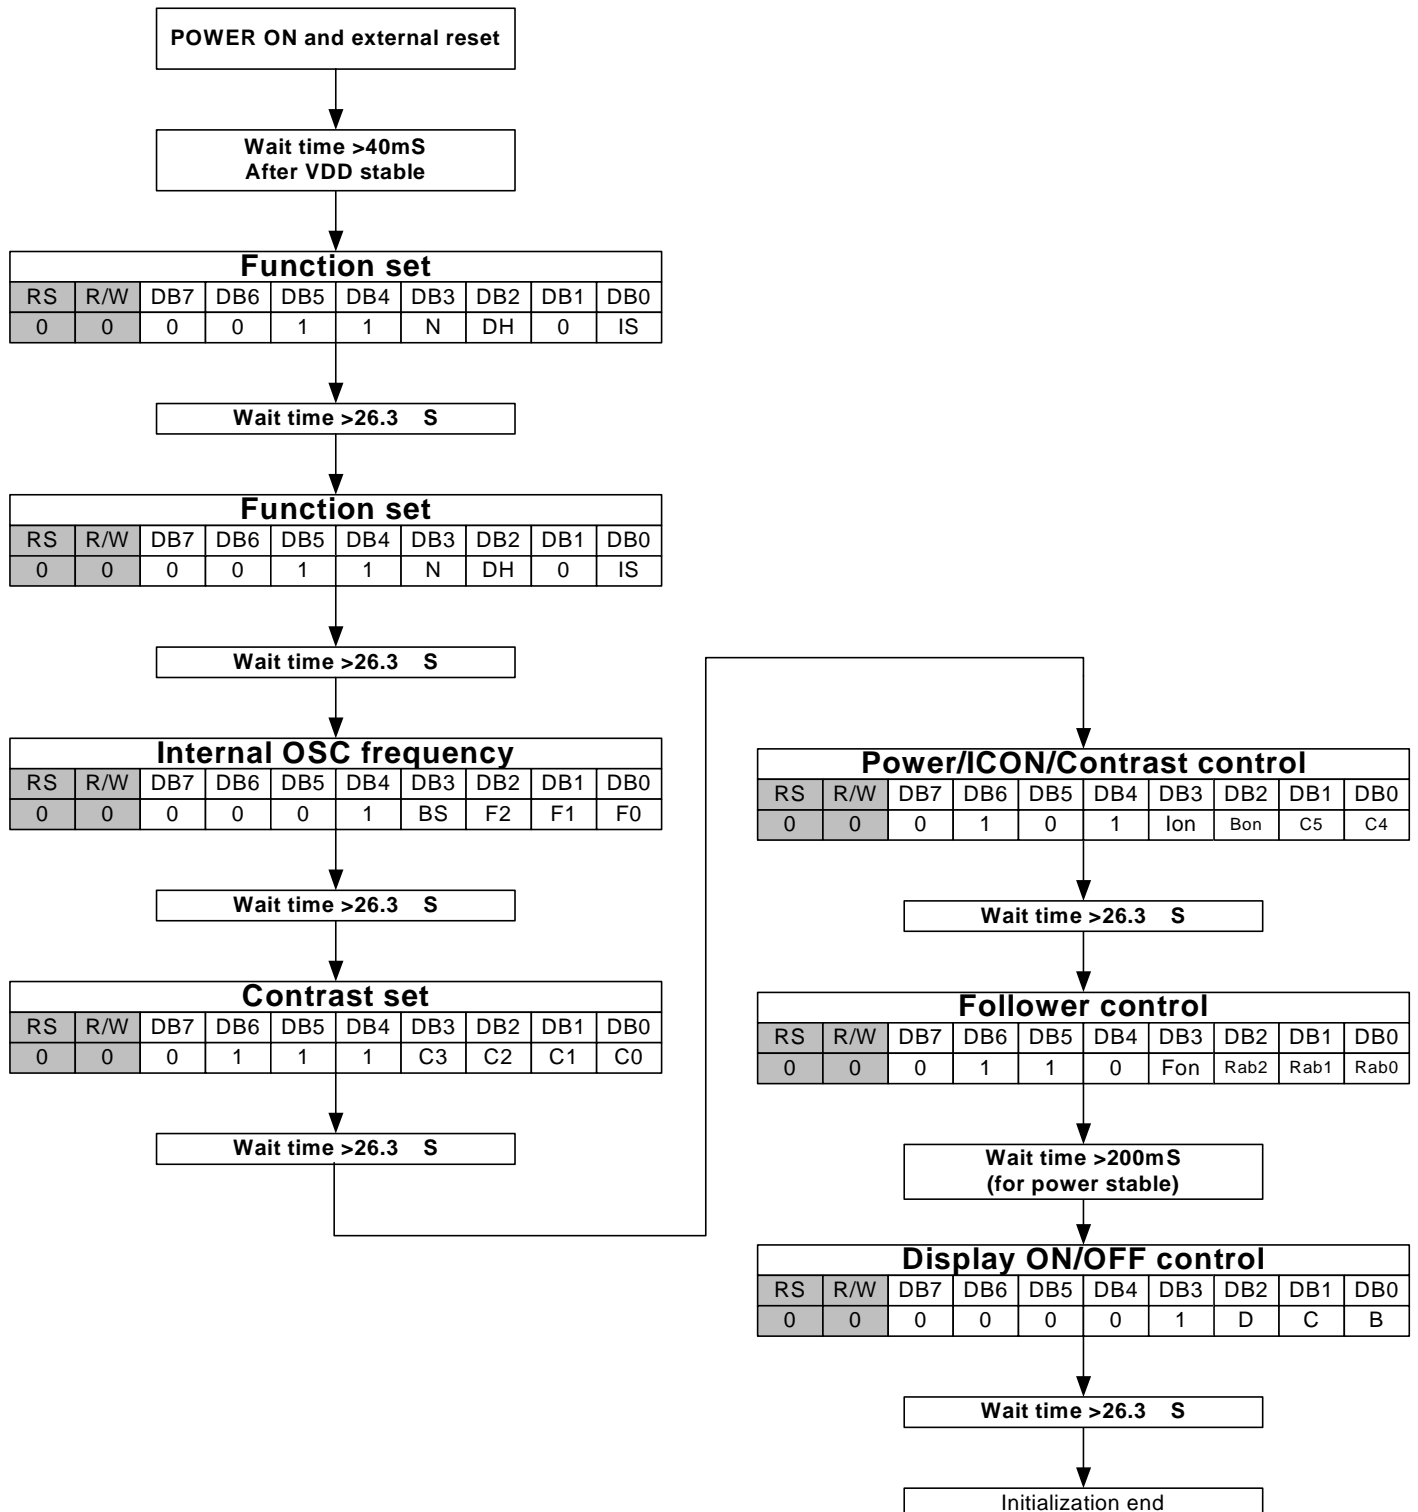 POWER ON and external reset
Wait time >40mS
After VDD stable
Function set
RS R/W DB7 DB6 DB5 DB4 DB3 DB2 DB1 DB0
0 0 0 0 1 1 N DH 0 IS
Wait time >26.3 S
Function set
RS R/W DB7 DB6 DB5 DB4 DB3 DB2 DB1 DB0
0 0 0 0 1 1 N DH 0 IS
Wait time >26.3 S
Internal OSC frequency
RS R/W DB7 DB6 DB5 DB4 DB3 DB2 DB1 DB0
0 0 0 0 0 1 BS F2 F1 F0
Wait time >26.3 S
Contrast set
RS R/W DB7 DB6 DB5 DB4 DB3 DB2 DB1 DB0
0 0 0 1 1 1 C3 C2 C1 C0
Wait time >26.3 S
Power/ICON/Contrast control
RS R/W DB7 DB6 DB5 DB4 DB3 DB2 DB1 DB0
0 0 0 1 0 1 Ion Bon C5 C4
Wait time >26.3 S
Follower control
RS R/W DB7 DB6 DB5 DB4 DB3 DB2 DB1 DB0
0 0 0 1 1 0 Fon Rab2 Rab1 Rab0
Wait time >200mS
(for power stable)
Display ON/OFF control
RS R/W DB7 DB6 DB5 DB4 DB3 DB2 DB1 DB0
0 0 0 0 0 0 1 D C B
Wait time >26.3 S
Initialization end